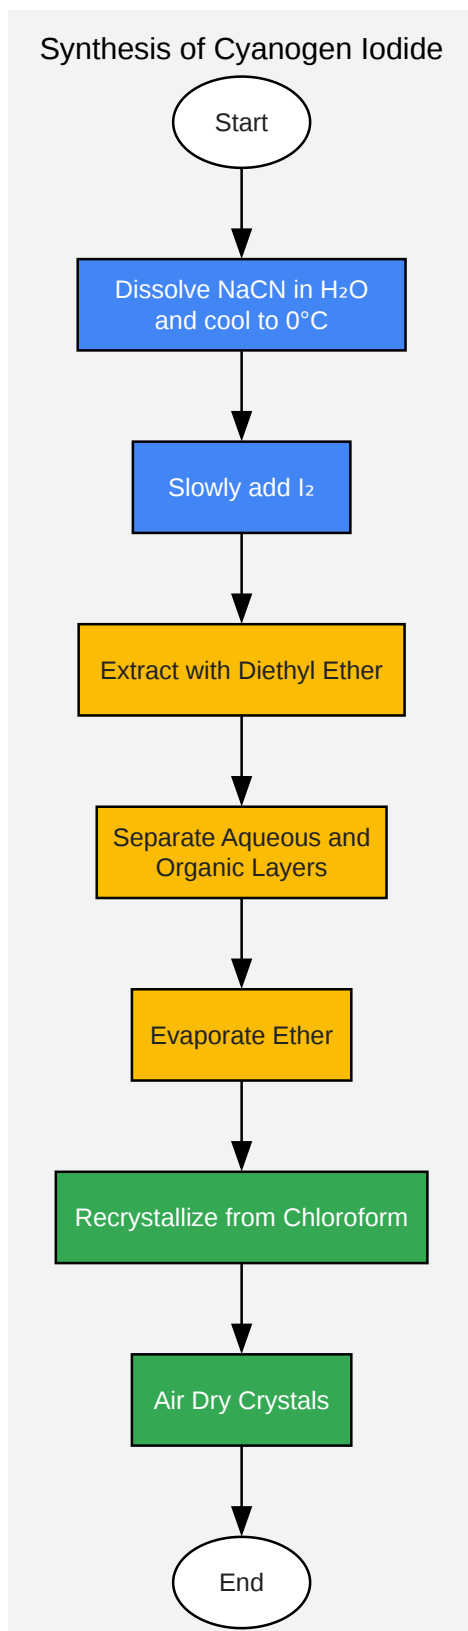 Synthesis of Cyanogen Iodide
Start
Dissolve NaCN in H₂O
and cool to 0°C
Slowly add I₂
Extract with Diethyl Ether
Separate Aqueous and
Organic Layers
Evaporate Ether
Recrystallize from Chloroform
Air Dry Crystals
End